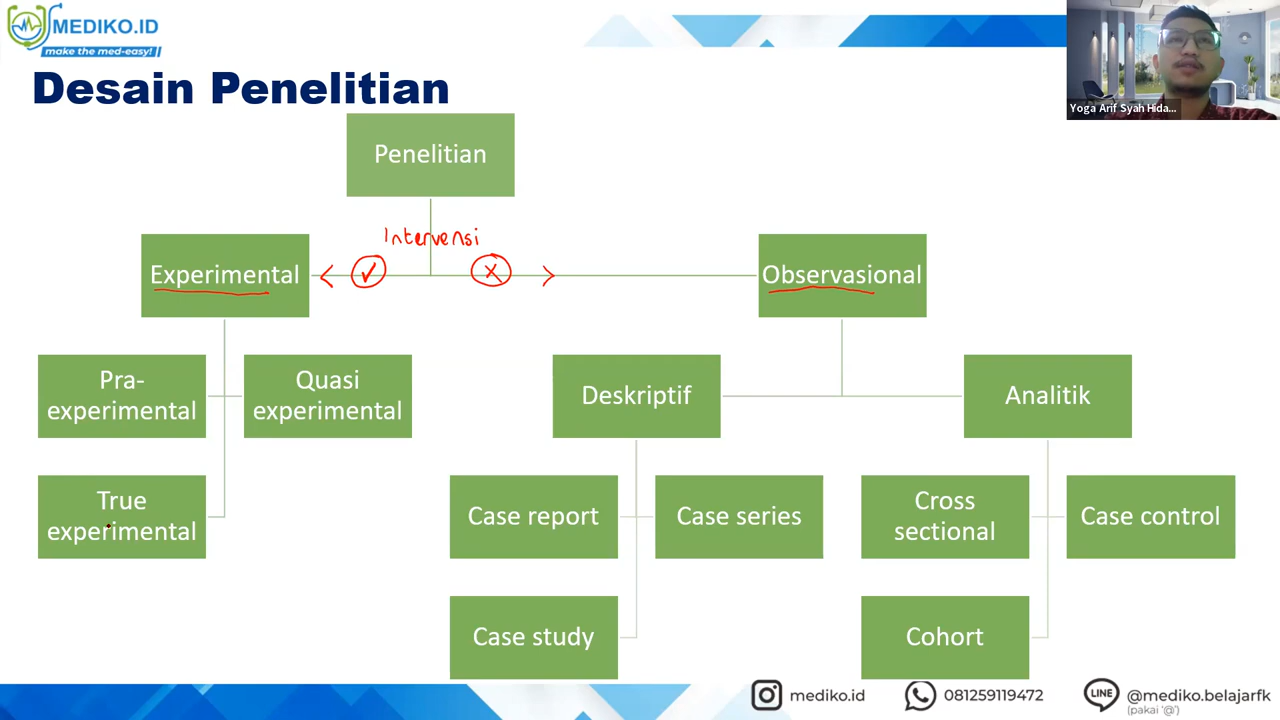 MEDIKO.ID
make the med-easy!
Yoga Arif Syah Hida...
Desain Penelitian
Penelitian
Intervensi
Experimental
Observasional
Pra-
experimental
Quasi
experimental
Deskriptif
Analitik
True
experimental
Case report
Case series
Cross
sectional
Case control
Case study
Cohort
mediko.id
081259119472
LINE
@mediko.belajarfk
(pakai '@')